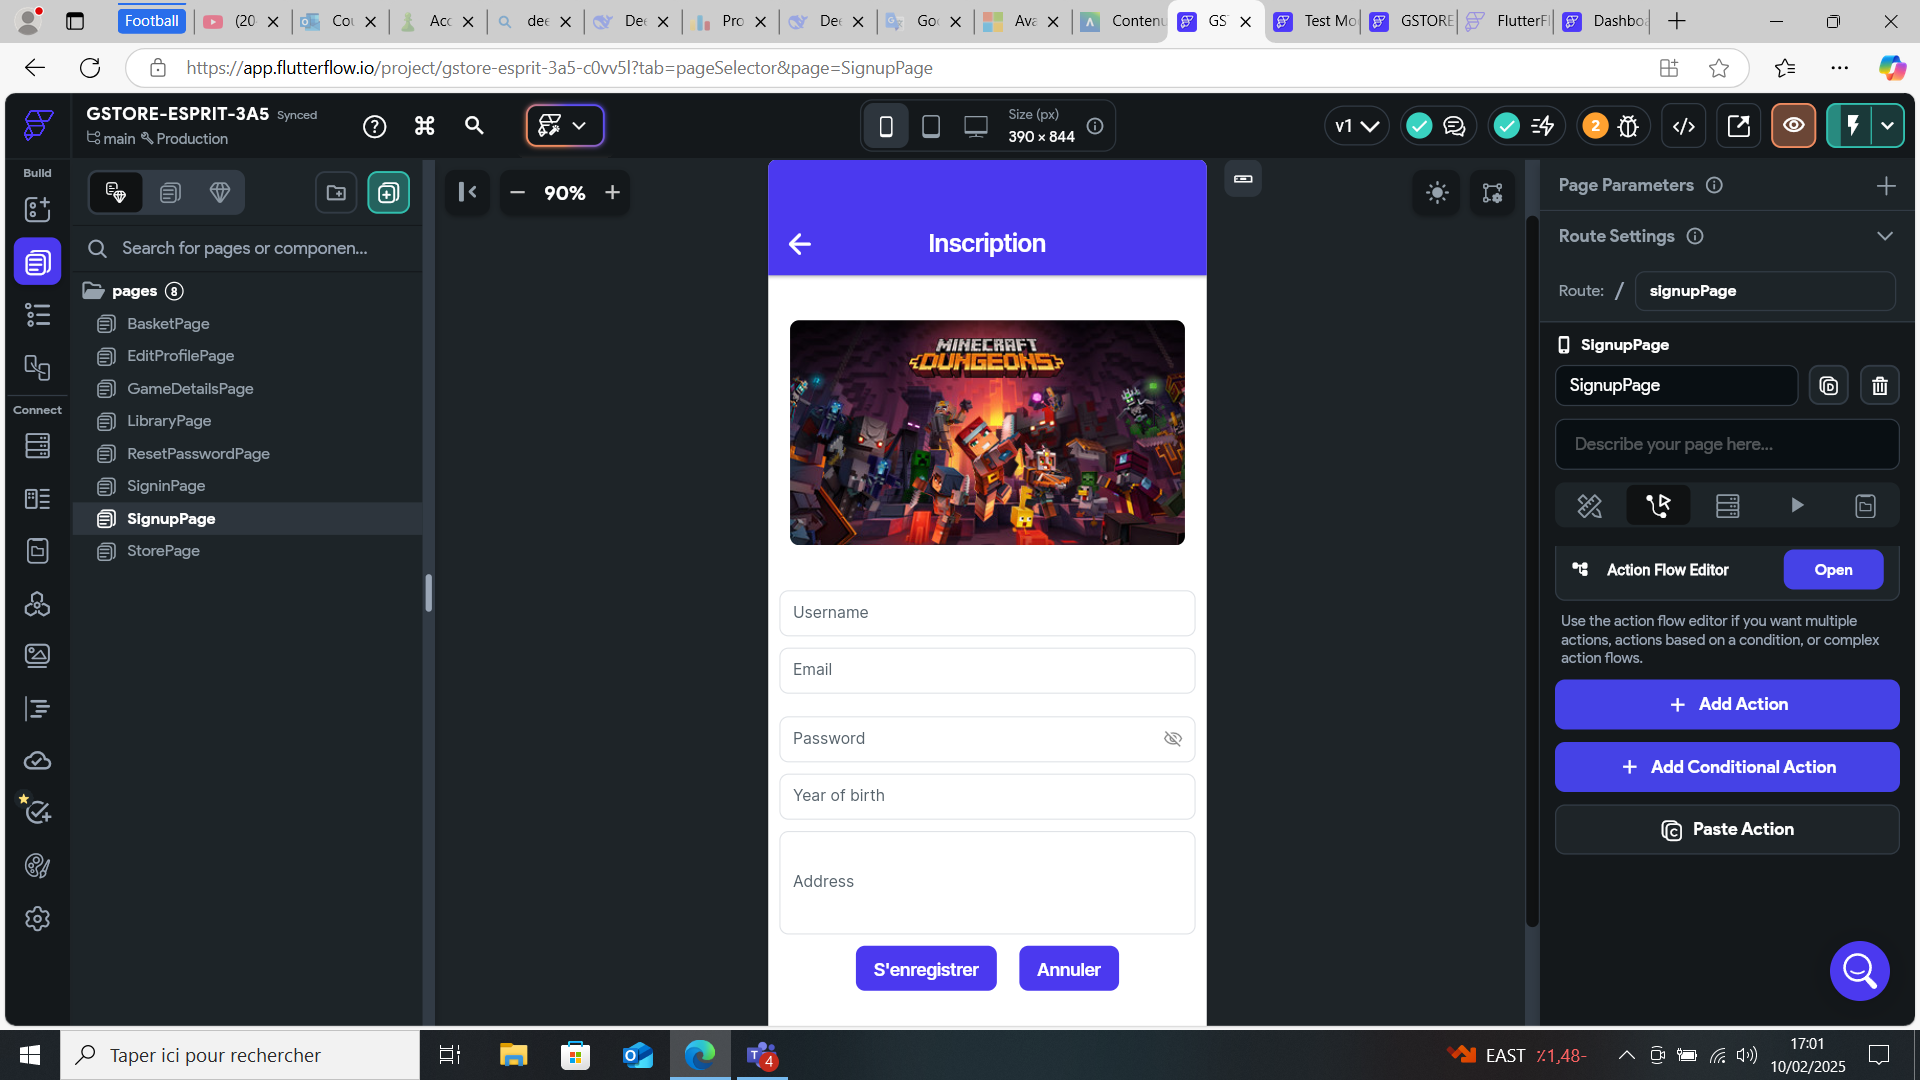 Football
(20
Cou
Acc
dee
Dee
Pro
Dee
Goo
Ava
Contenu
GS
Test Mo
GSTORE
FlutterFl
Dashbo
https://app.flutterflow.io/project/gstore-esprit-3a5-c0vv5l?tab=pageSelector&page=SignupPage
GSTORE-ESPRIT-3A5 Synced
main Production
Size (px)
390 × 844
v1
2
Build
Connect
Search for pages or componen...
pages 8
BasketPage
EditProfilePage
GameDetailsPage
LibraryPage
ResetPasswordPage
SigninPage
SignupPage
StorePage
90%
Inscription
MINECRAFT
DUNGEONS
Username
Email
Password
Year of birth
Address
S'enregistrer
Annuler
Page Parameters
Route Settings
Route: / signupPage
SignupPage
SignupPage
Describe your page here...
Action Flow Editor
Open
Use the action flow editor if you want multiple
actions, actions based on a condition, or complex
action flows.
+ Add Action
+ Add Conditional Action
Paste Action
Taper ici pour rechercher
4
EAST ٪1,48-
17:01
10/02/2025